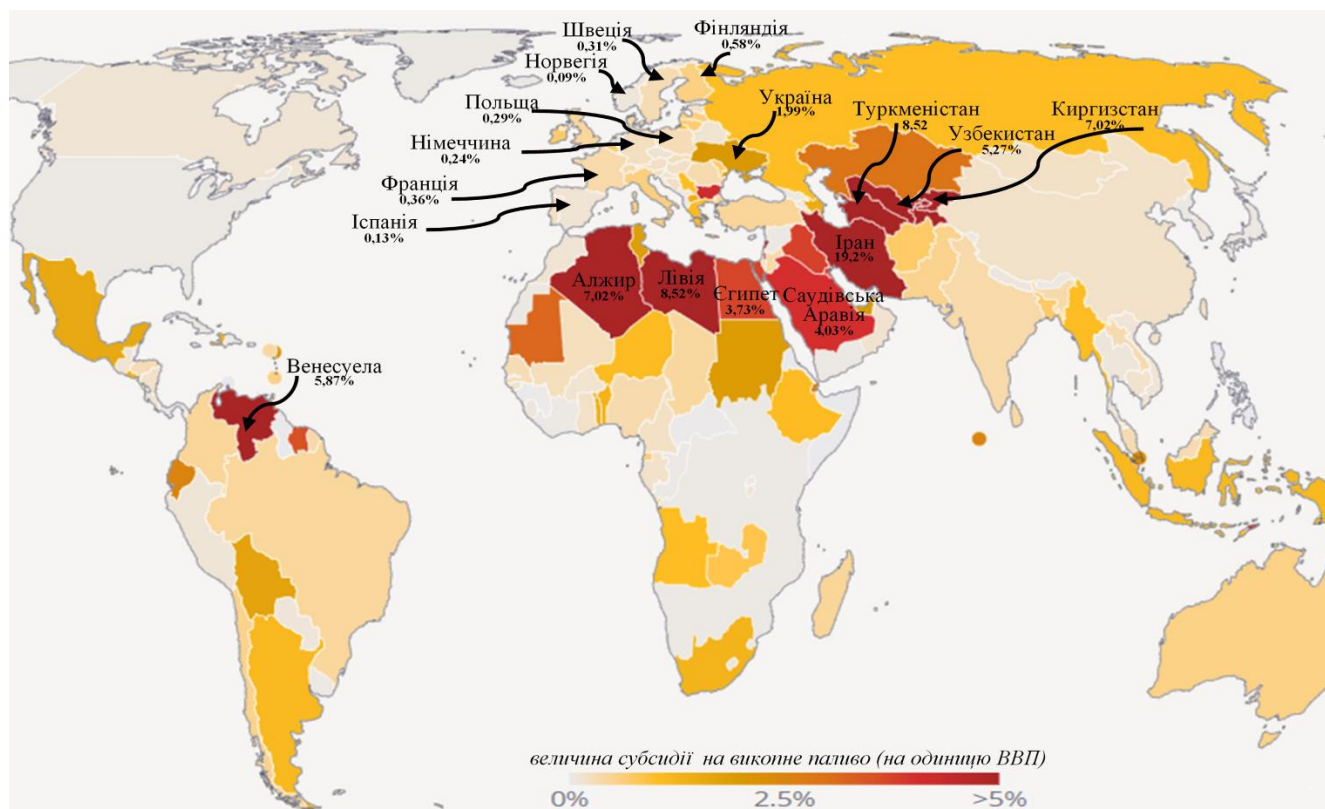 Швеція
0,31%
Фінляндія
0,58%
Норвегія
0,09%
Польща
0,29%
Німеччина
0,24%
Франція
0,36%
Іспанія
0,13%
Україна
1,99%
Туркменістан
8,52
Узбекистан
5,27%
Киргизстан
7,02%
Іран
19,2%
Алжир
7,02%
Лівія
8,52%
Єгипет
3,73%
Саудівська
Аравія
4,03%
Венесуела
5,87%
величина субсидії на викопне паливо (на одиницю ВВП)
0% 2.5% >5%